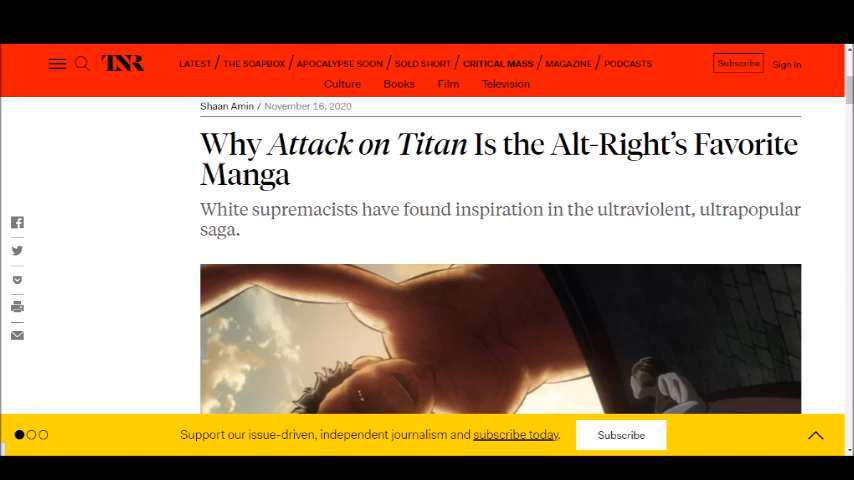 TNR
LATEST / THE SOAPBOX / APOCALYPSE SOON / SOLD SHORT / CRITICAL MASS / MAGAZINE / PODCASTS
Subscribe
Sign In
Culture Books Film Television
Shaan Amin / November 16, 2020
Why Attack on Titan Is the Alt-Right’s Favorite
Manga
White supremacists have found inspiration in the ultraviolent, ultrapopular
saga.
Support our issue-driven, independent journalism and subscribe today.
Subscribe